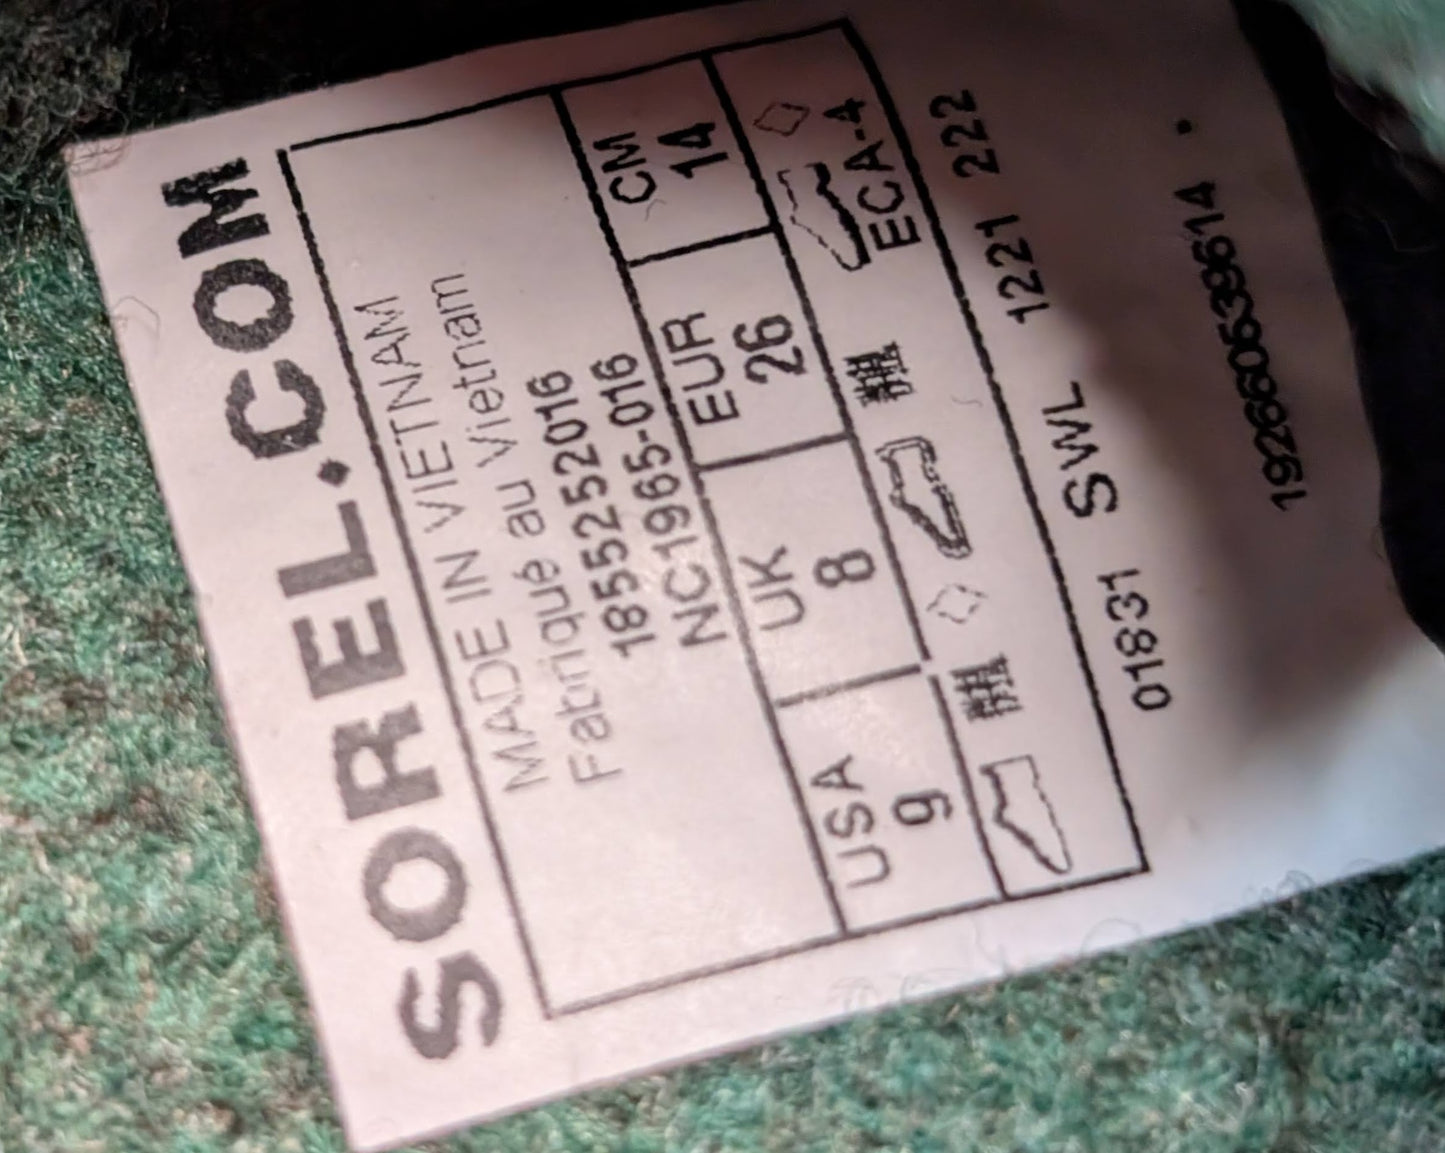 SOREL.COM
MADE IN VIETNAM
Fabriqué au Vietnam
1855252016
NC1965-016
USA UK EUR CM
9 8 26 14
ECA-4
01831 SWL 1221 222
192660539614